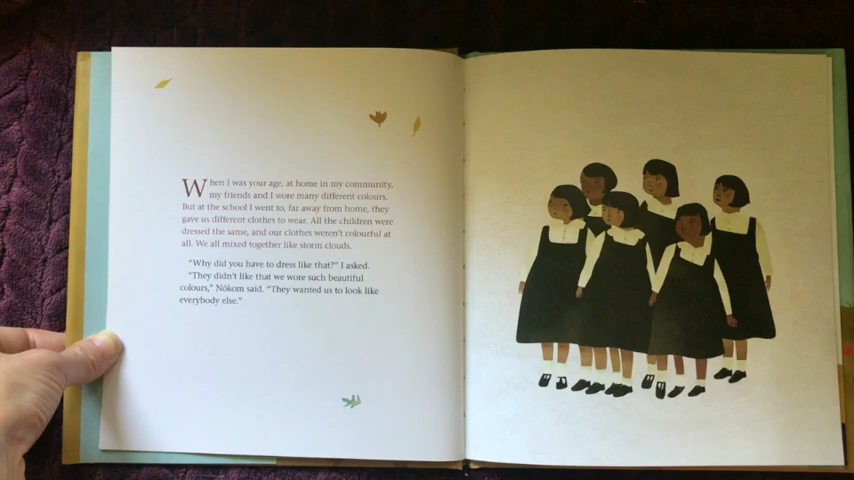 When I was your age, at home in my community,
my friends and I wore many different colours.
But at the school I went to, far away from home, they
gave us different clothes to wear. All the children were
dressed the same, and our clothes weren't colourful at
all. We all mixed together like storm clouds.
"Why did you have to dress like that?" I asked.
"They didn't like that we wore such beautiful
colours," Nókom said. "They wanted us to look like
everybody else."